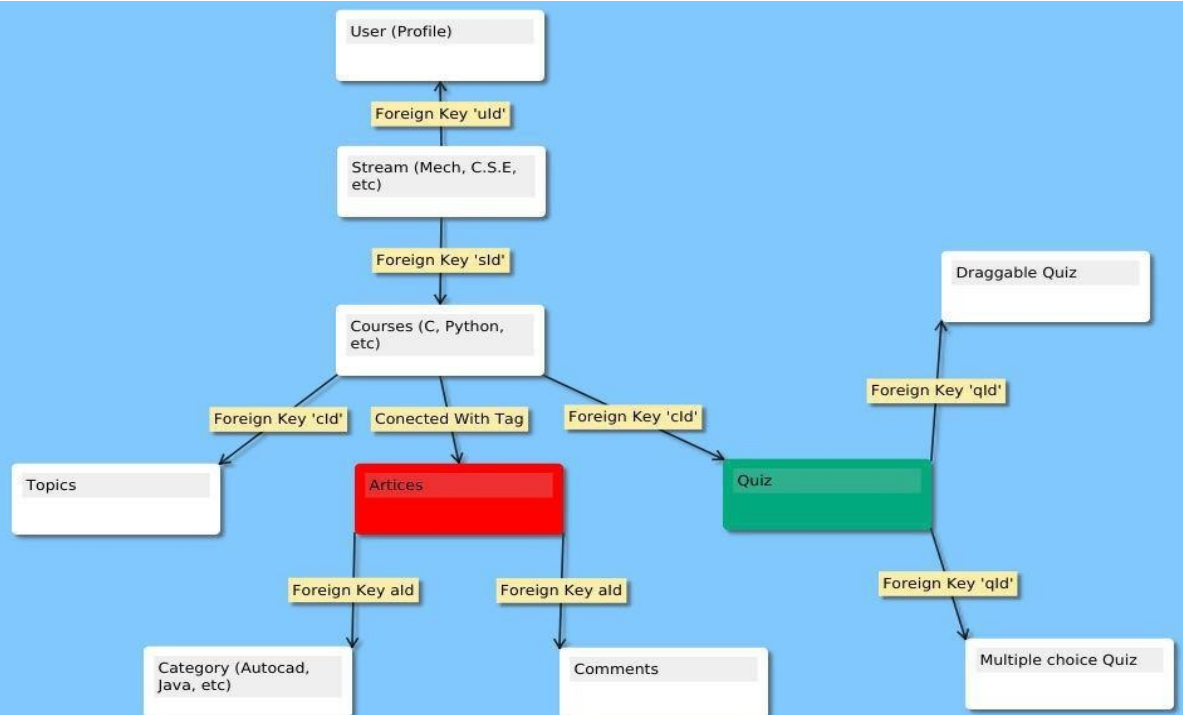 User (Profile)
Foreign Key 'uId'
Stream (Mech, C.S.E,
etc)
Foreign Key 'sId'
Draggable Quiz
Courses (C, Python,
etc)
Foreign Key 'qId'
Foreign Key 'cId'
Conected With Tag
Foreign Key 'cId'
Topics
Artices
Quiz
Foreign Key aId
Foreign Key aId
Foreign Key 'qId'
Category (Autocad,
Java, etc)
Comments
Multiple choice Quiz